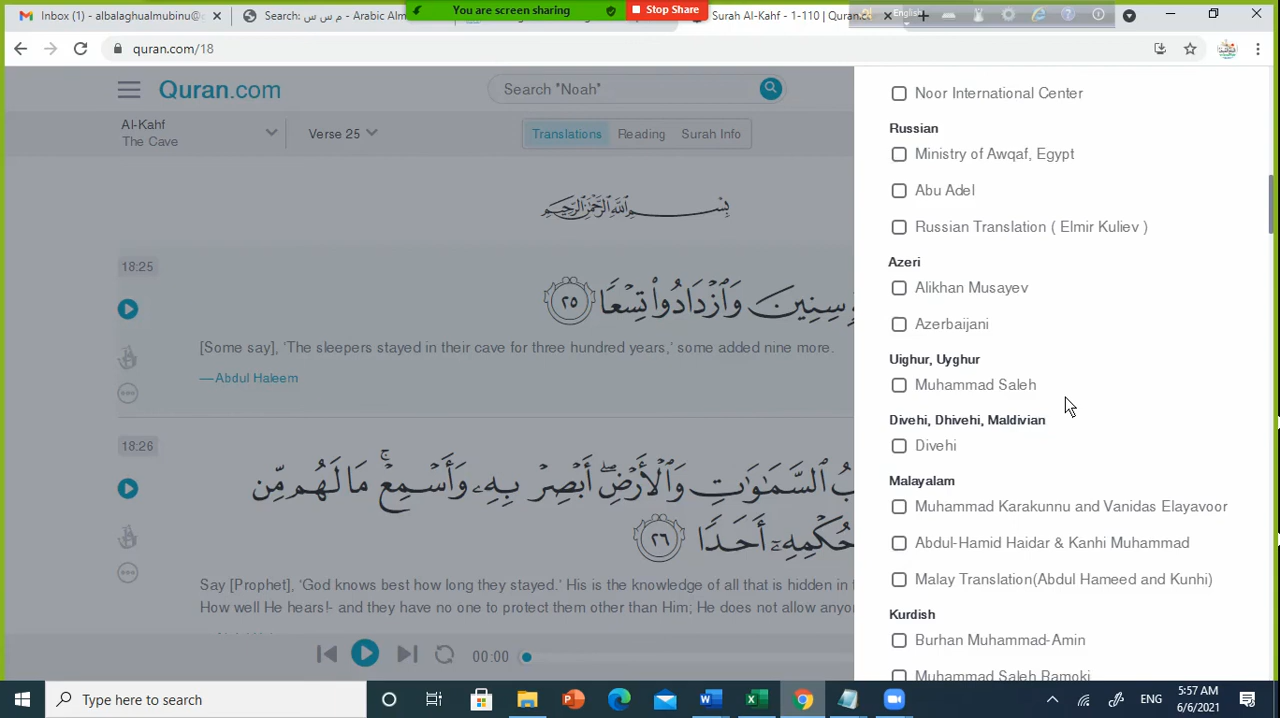 Inbox (1) - albalaghualmubinu@
Search: م س س - Arabic Alm
You are screen sharing
Stop Share
Surah Al-Kahf - 1-110 | Quran.c
English
quran.com/18
Quran.com
Search "Noah"
Al-Kahf
The Cave
Verse 25
Translations
Reading
Surah Info
بِسْمِ ٱللَّهِ ٱلرَّحْمَٰنِ ٱلرَّحِيمِ
18:25
سِنِينَ وَٱزْدَادُوا۟ تِسْعًا ٢٥
[Some say], ‘The sleepers stayed in their cave for three hundred years,’ some added nine more.
—Abdul Haleem
18:26
ٱلسَّمَـٰوَٰتِ وَٱلْأَرْضِ ۖ أَبْصِرْ بِهِۦ وَأَسْمِعْ ۚ مَا لَهُم مِّن
حُكْمِهِۦٓ أَحَدًا ٢٦
Say [Prophet], ‘God knows best how long they stayed.’ His is the knowledge of all that is hidden in
How well He hears!- and they have no one to protect them other than Him; He does not allow
00:00
Noor International Center
Russian
Ministry of Awqaf, Egypt
Abu Adel
Russian Translation ( Elmir Kuliev )
Azeri
Alikhan Musayev
Azerbaijani
Uighur, Uyghur
Muhammad Saleh
Divehi, Dhivehi, Maldivian
Divehi
Malayalam
Muhammad Karakunnu and Vanidas Elayavoor
Abdul-Hamid Haidar & Kanhi Muhammad
Malay Translation(Abdul Hameed and Kunhi)
Kurdish
Burhan Muhammad-Amin
Muhammad Saleh Bamoki
Type here to search
ENG
5:57 AM
6/6/2021